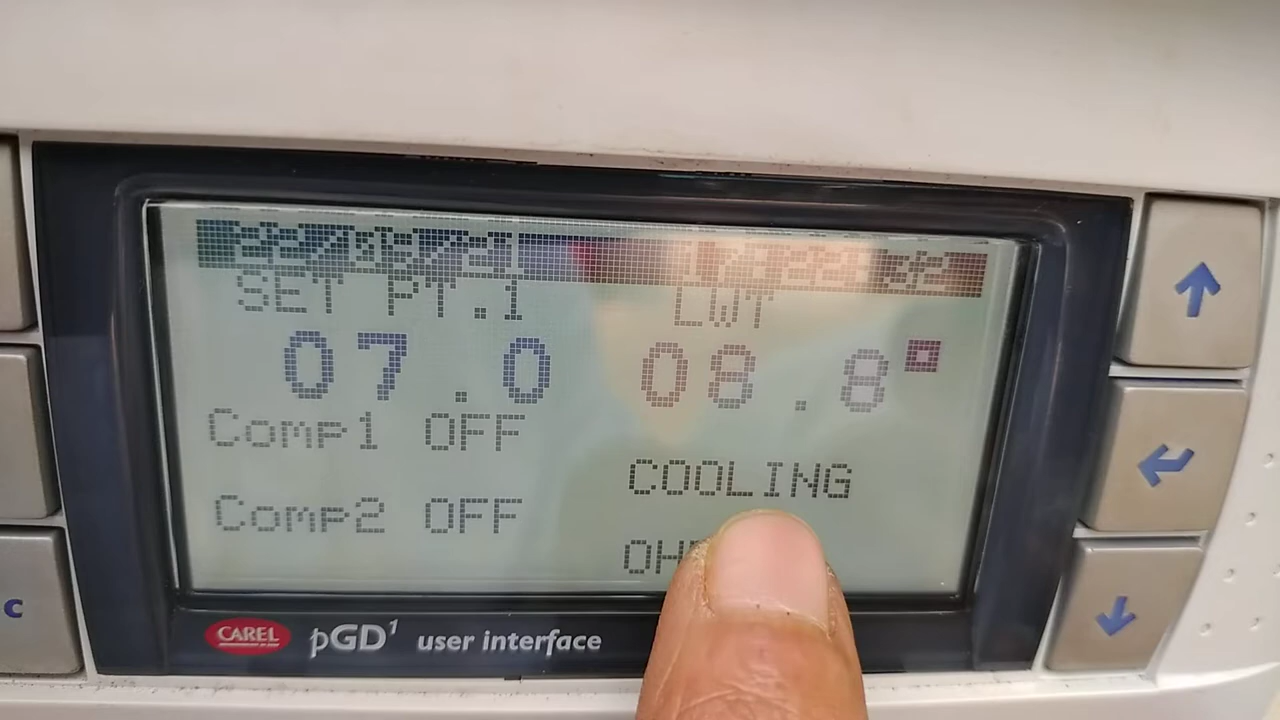 SET PT.1 LWT
07.0 08.8°
Comp1 OFF
COOLING
Comp2 OFF
CAREL pGD1 user interface
C